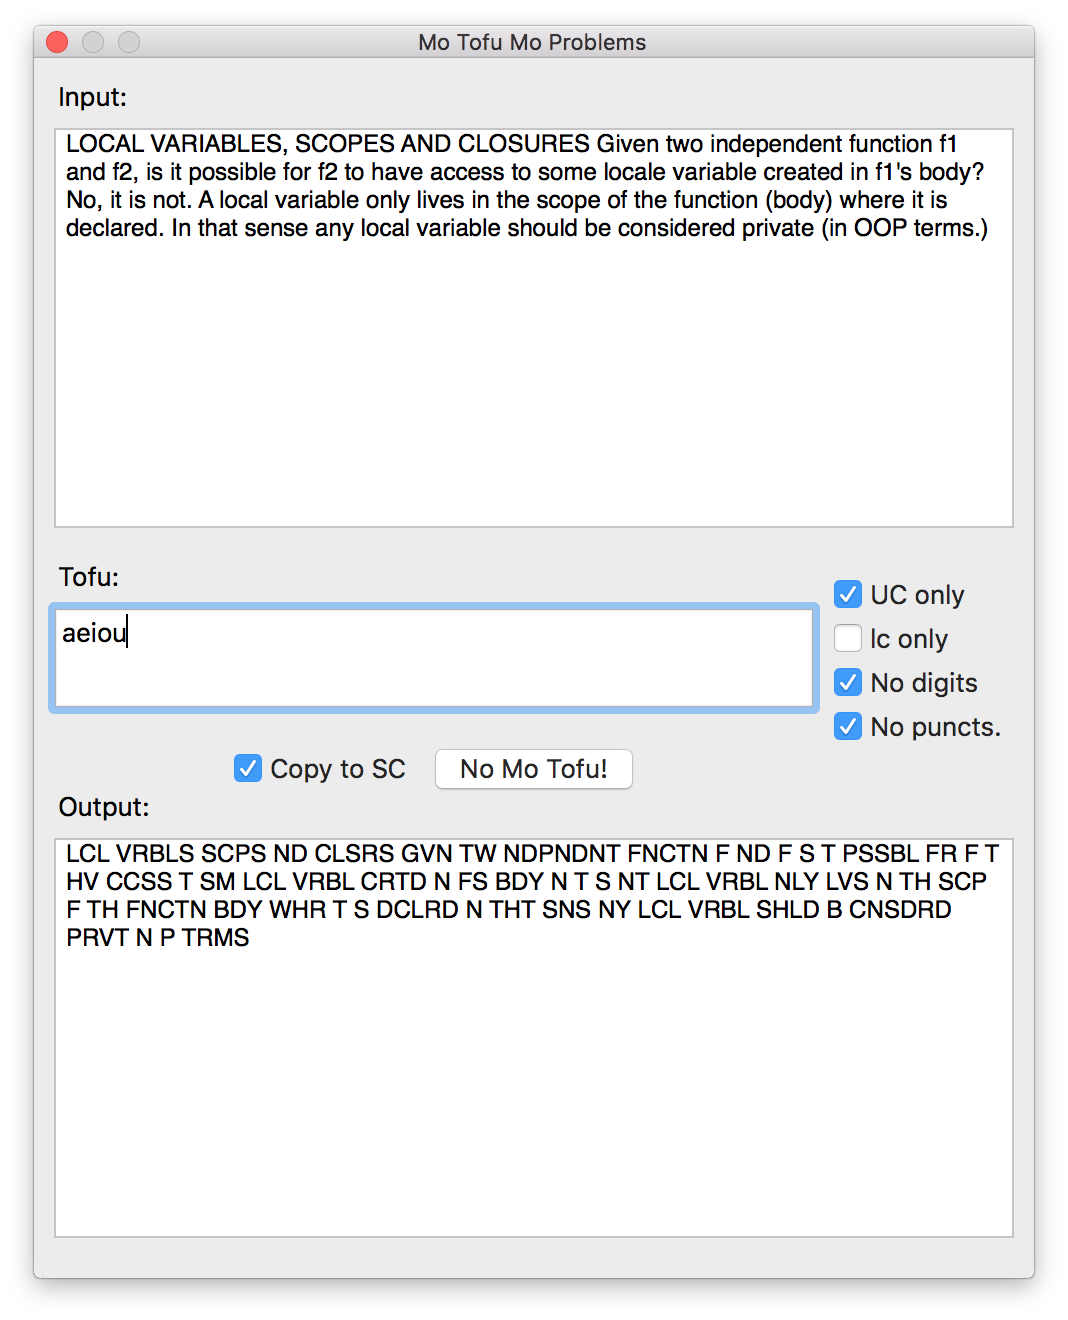 Mo Tofu Mo Problems
Input:
LOCAL VARIABLES, SCOPES AND CLOSURES Given two independent function f1
and f2, is it possible for f2 to have access to some locale variable created in f1's body?
No, it is not. A local variable only lives in the scope of the function (body) where it is
declared. In that sense any local variable should be considered private (in OOP terms.)
Tofu:
aeiou
UC only
lc only
No digits
No puncts.
Copy to SC
No Mo Tofu!
Output:
LCL VRBLS SCPS ND CLSRS GVN TW NDPNDNT FNCTN F ND F S T PSSBL FR F T
HV CCSS T SM LCL VRBL CRTD N FS BDY N T S NT LCL VRBL NLY LVS N TH SCP
F TH FNCTN BDY WHR T S DCLRD N THT SNS NY LCL VRBL SHLD B CNSDRD
PRVT N P TRMS